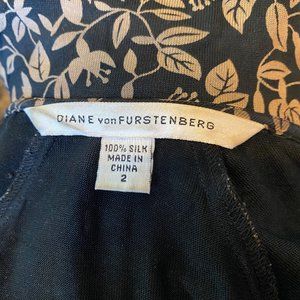 DIANE von FURSTENBERG
100% SILK
MADE IN
CHINA
2